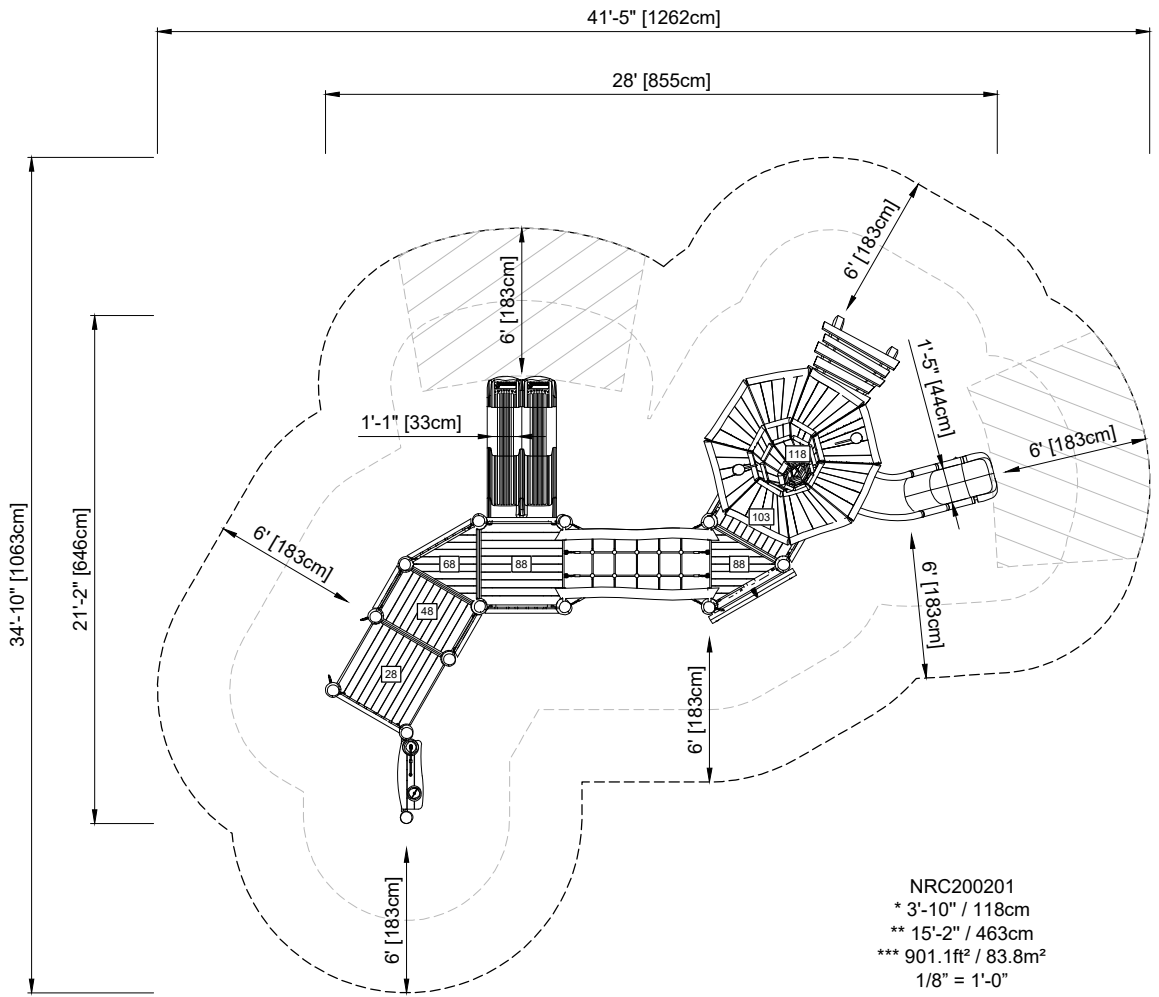 41'-5" [1262cm]
28' [855cm]
34'-10" [1063cm]
21'-2" [646cm]
6' [183cm]
6' [183cm]
1'-5" [44cm]
1'-1" [33cm]
6' [183cm]
118
103
6' [183cm]
68
88
88
6' [183cm]
48
28
6' [183cm]
6' [183cm]
NRC200201
* 3'-10" / 118cm
** 15'-2" / 463cm
*** 901.1ft² / 83.8m²
1/8” = 1'-0”